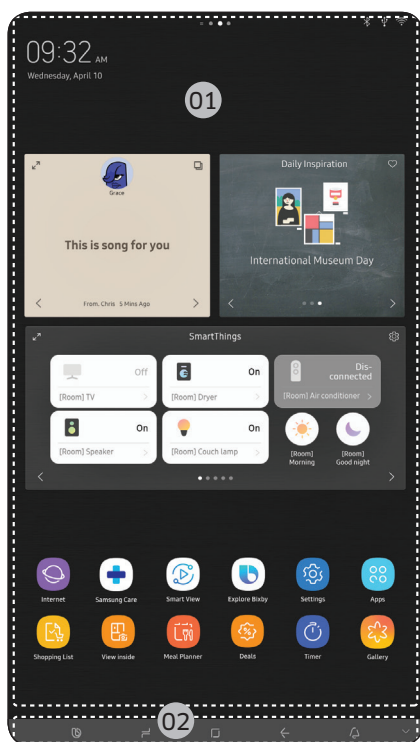 09:32 AM
Wednesday, April 10
01
Grace
This is song for you
From. Chris 5 Mins Ago
Daily Inspiration
International Museum Day
SmartThings
Off
[Room] TV
On
[Room] Dryer
Dis-
connected
[Room] Air conditioner
On
[Room] Speaker
On
[Room] Couch lamp
[Room]
Morning
[Room]
Good night
Internet
Samsung Care
Smart View
Explore Bixby
Settings
Apps
Shopping List
View inside
Meal Planner
Deals
Timer
Gallery
02